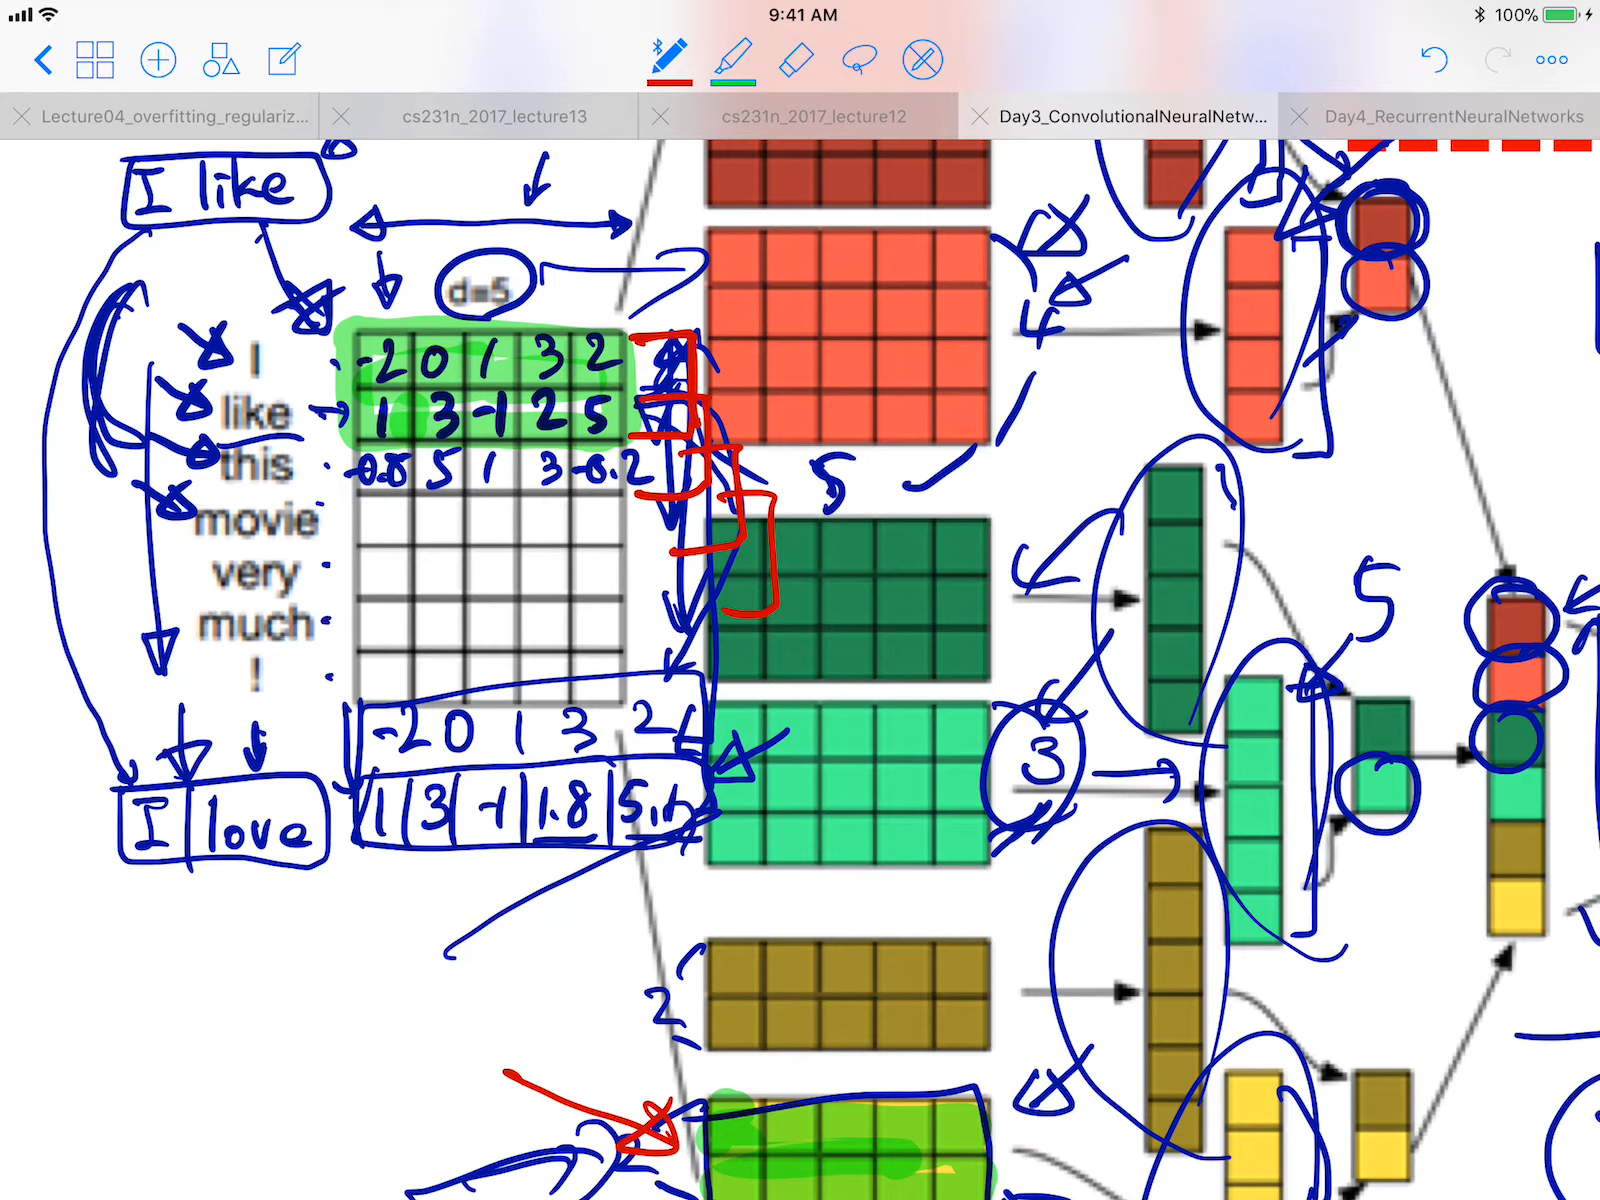 9:41 AM
100%
Lecture04_overfitting_regulariz...
cs231n_2017_lecture13
cs231n_2017_lecture12
Day3_ConvolutionalNeuralNetw...
Day4_RecurrentNeuralNetworks
I like
d=5
4
I -2 0 1 3 2
like 1 3 -1 2 5
this -0.8 5 1 3 -0.2
5
movie
very
much
!
5
-2 0 1 3 2
3
1 3 -1 1.8 5.1
I love
2